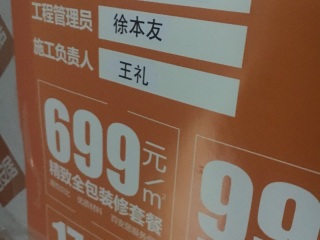 工程管理员 徐本友
施工负责人 王礼
699元/㎡
精致全包装修套餐
99
17